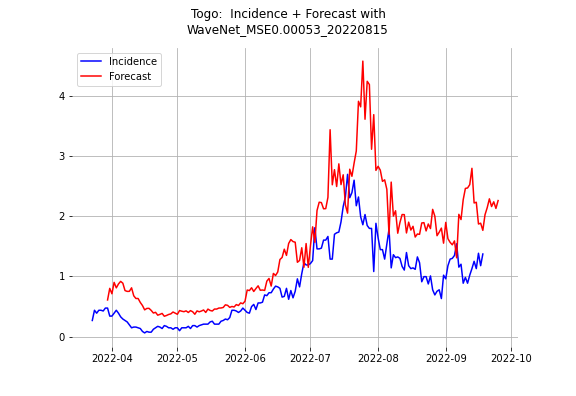 Togo:  Incidence + Forecast with
WaveNet_MSE0.00053_20220815
Incidence
Forecast
4
3
2
1
0
2022-04 2022-05 2022-06 2022-07 2022-08 2022-09 2022-10